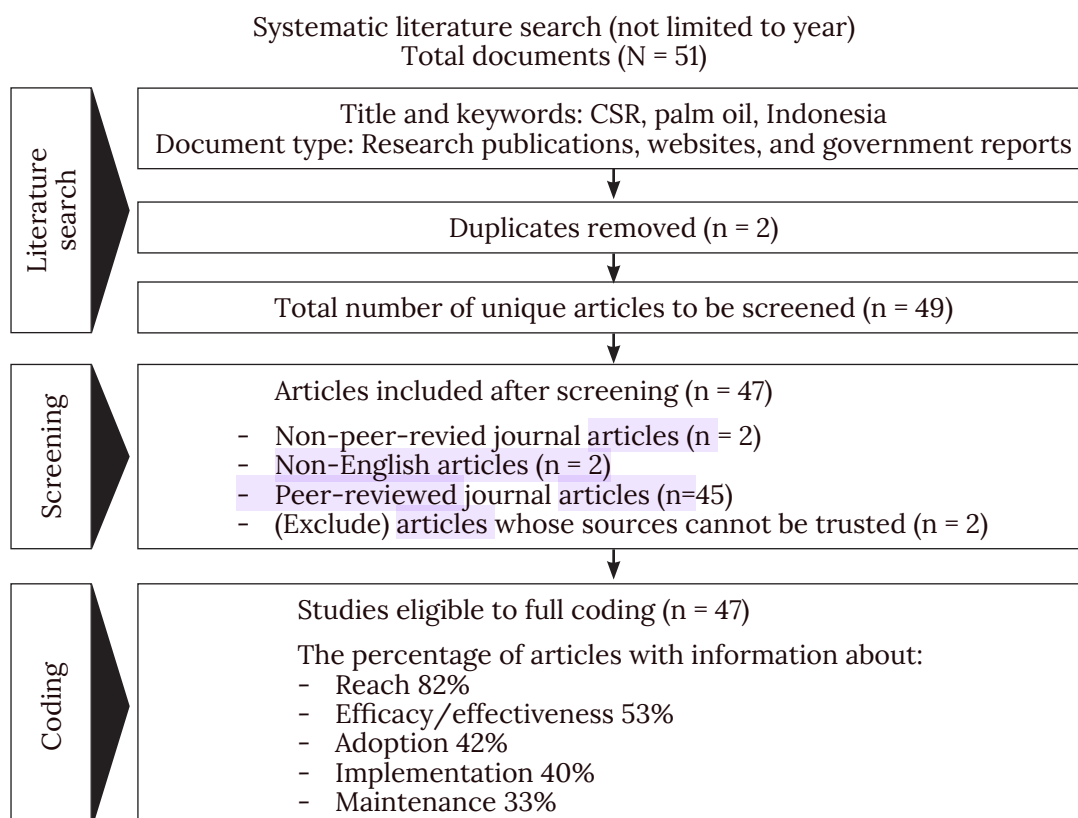 Systematic literature search (not limited to year)
Total documents (N = 51)
Literature
search
Title and keywords: CSR, palm oil, Indonesia
Document type: Research publications, websites, and government reports
Duplicates removed (n = 2)
Total number of unique articles to be screened (n = 49)
Screening
Articles included after screening (n = 47)
- Non-peer-revied journal articles (n = 2)
- Non-English articles (n = 2)
- Peer-reviewed journal articles (n=45)
- (Exclude) articles whose sources cannot be trusted (n = 2)
Coding
Studies eligible to full coding (n = 47)
The percentage of articles with information about:
- Reach 82%
- Efficacy/effectiveness 53%
- Adoption 42%
- Implementation 40%
- Maintenance 33%